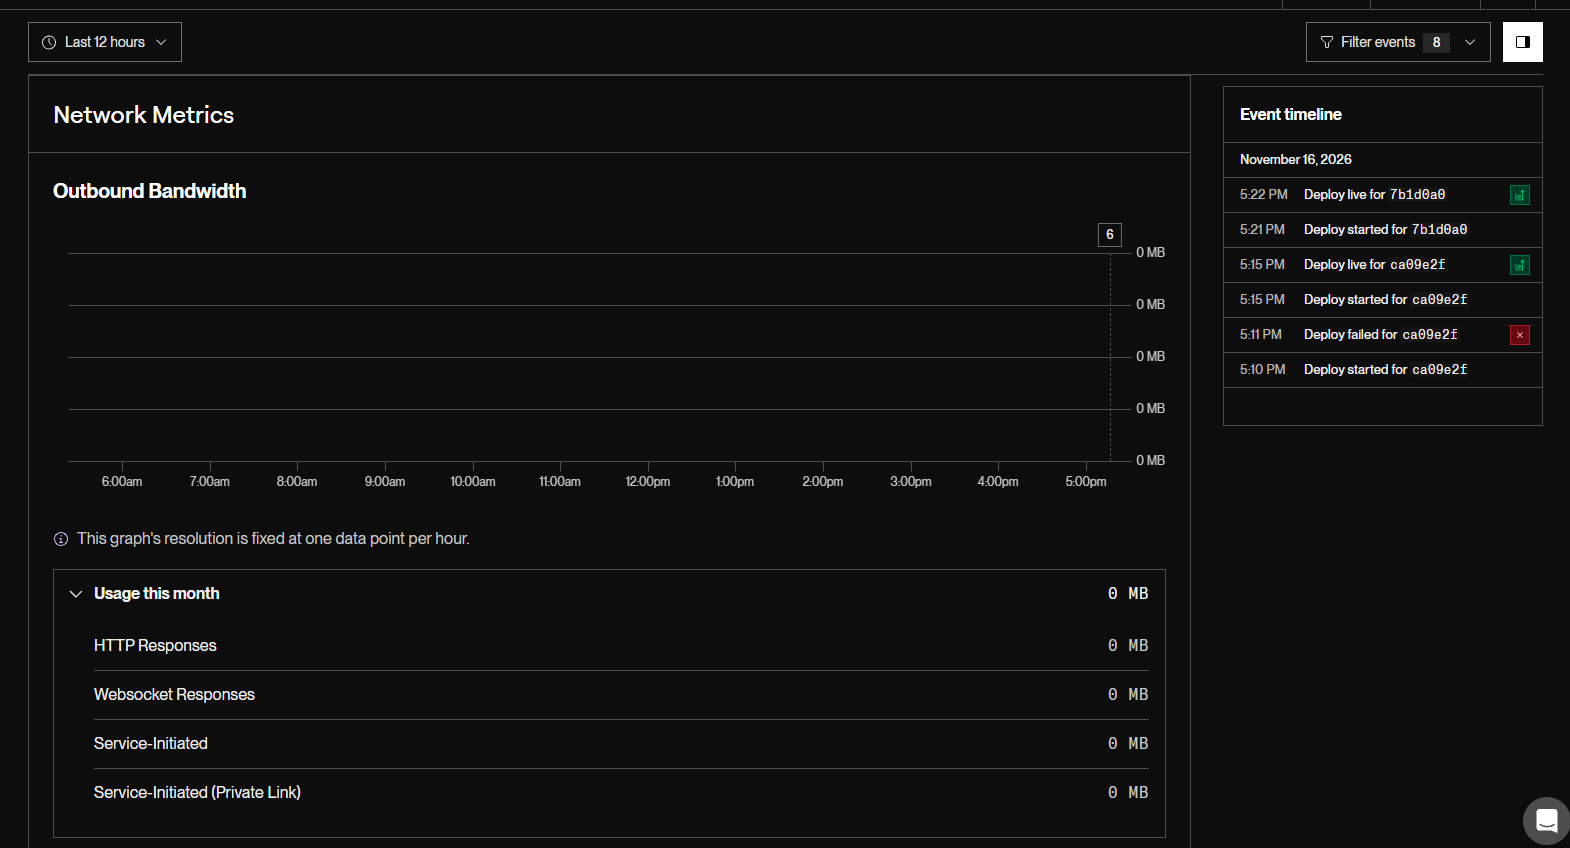 Last 12 hours
Filter events 8
Network Metrics
Outbound Bandwidth
6
0 MB
0 MB
0 MB
0 MB
0 MB
6:00am 7:00am 8:00am 9:00am 10:00am 11:00am 12:00pm 1:00pm 2:00pm 3:00pm 4:00pm 5:00pm
This graph's resolution is fixed at one data point per hour.
Usage this month 0 MB
HTTP Responses 0 MB
Websocket Responses 0 MB
Service-Initiated 0 MB
Service-Initiated (Private Link) 0 MB
Event timeline
November 16, 2026
5:22 PM Deploy live for 7b1d0a0
5:21 PM Deploy started for 7b1d0a0
5:15 PM Deploy live for ca09e2f
5:15 PM Deploy started for ca09e2f
5:11 PM Deploy failed for ca09e2f
5:10 PM Deploy started for ca09e2f